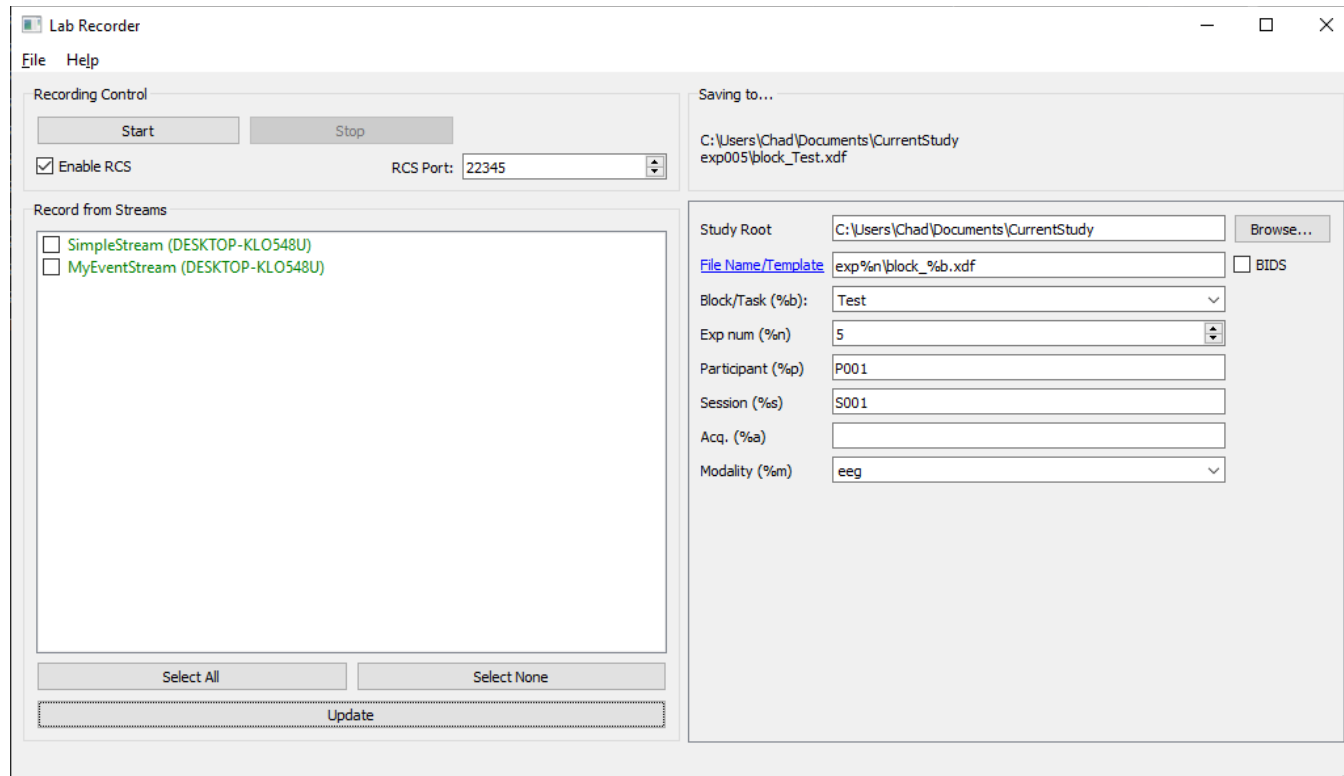 Lab Recorder
File Help
Recording Control
Start Stop
Enable RCS RCS Port: 22345
Record from Streams
SimpleStream (DESKTOP-KLO548U)
MyEventStream (DESKTOP-KLO548U)
Select All Select None
Update
Saving to...
C:\Users\Chad\Documents\CurrentStudy
exp005\block_Test.xdf
Study Root C:\Users\Chad\Documents\CurrentStudy Browse...
File Name/Template exp%n\block_%b.xdf BIDS
Block/Task (%b): Test
Exp num (%n) 5
Participant (%p) P001
Session (%s) S001
Acq. (%a)
Modality (%m) eeg